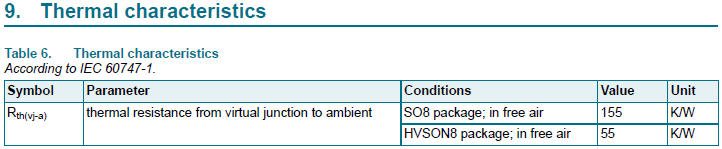 9. Thermal characteristics
Table 6. Thermal characteristics
According to IEC 60747-1.
Symbol Parameter Conditions Value Unit
Rth(vj-a) thermal resistance from virtual junction to ambient SO8 package; in free air 155 K/W
HVSON8 package; in free air 55 K/W